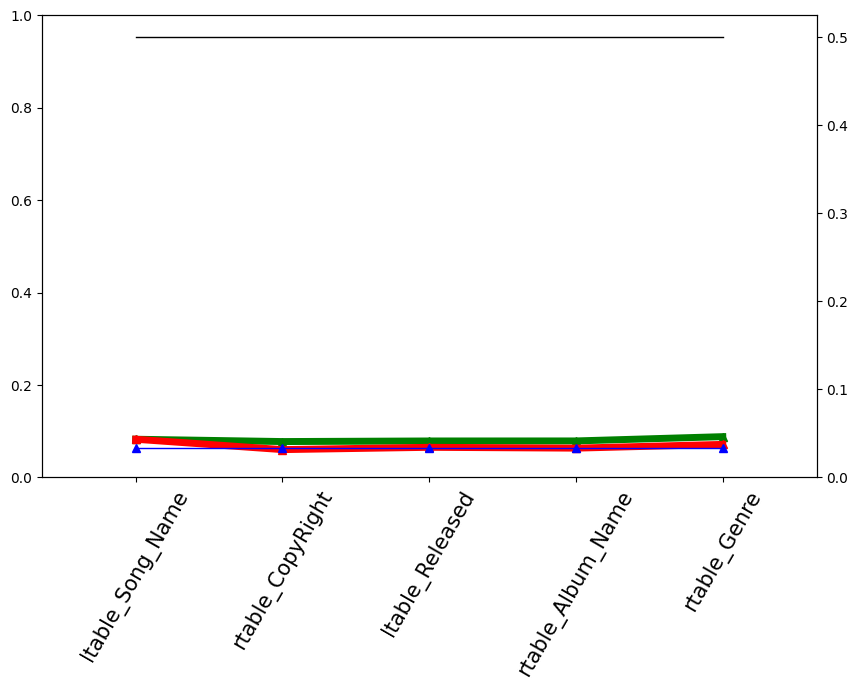 1.0
0.8
0.6
0.4
0.2
0.0
0.5
0.4
0.3
0.2
0.1
0.0
ltable_Song_Name
rtable_CopyRight
ltable_Released
rtable_Album_Name
rtable_Genre